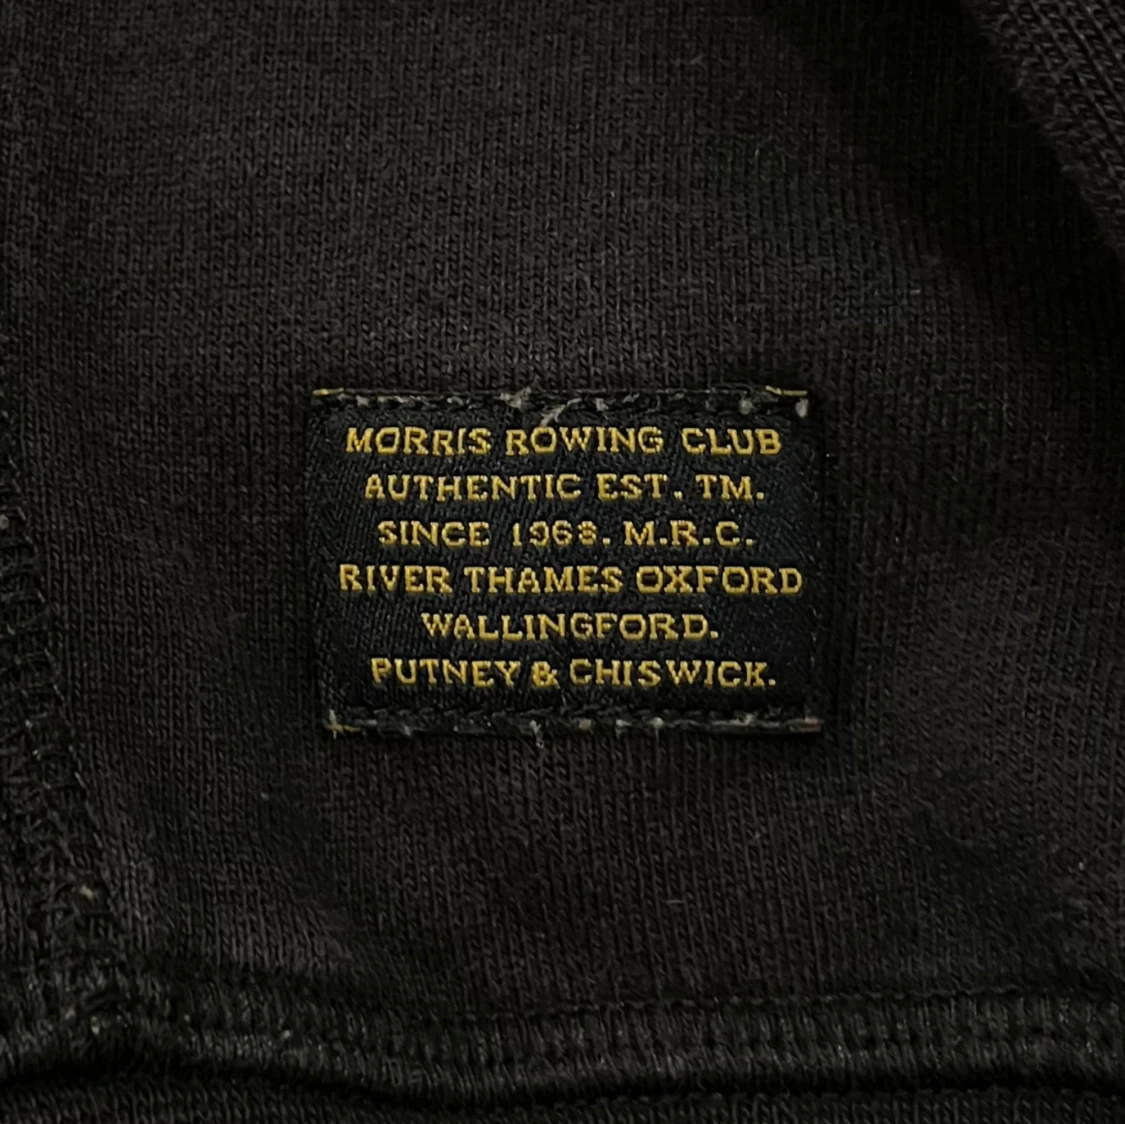 MORRIS ROWING CLUB
AUTHENTIC EST. TM.
SINCE 1968. M.R.C.
RIVER THAMES OXFORD
WALLINGFORD.
PUTNEY & CHISWICK.